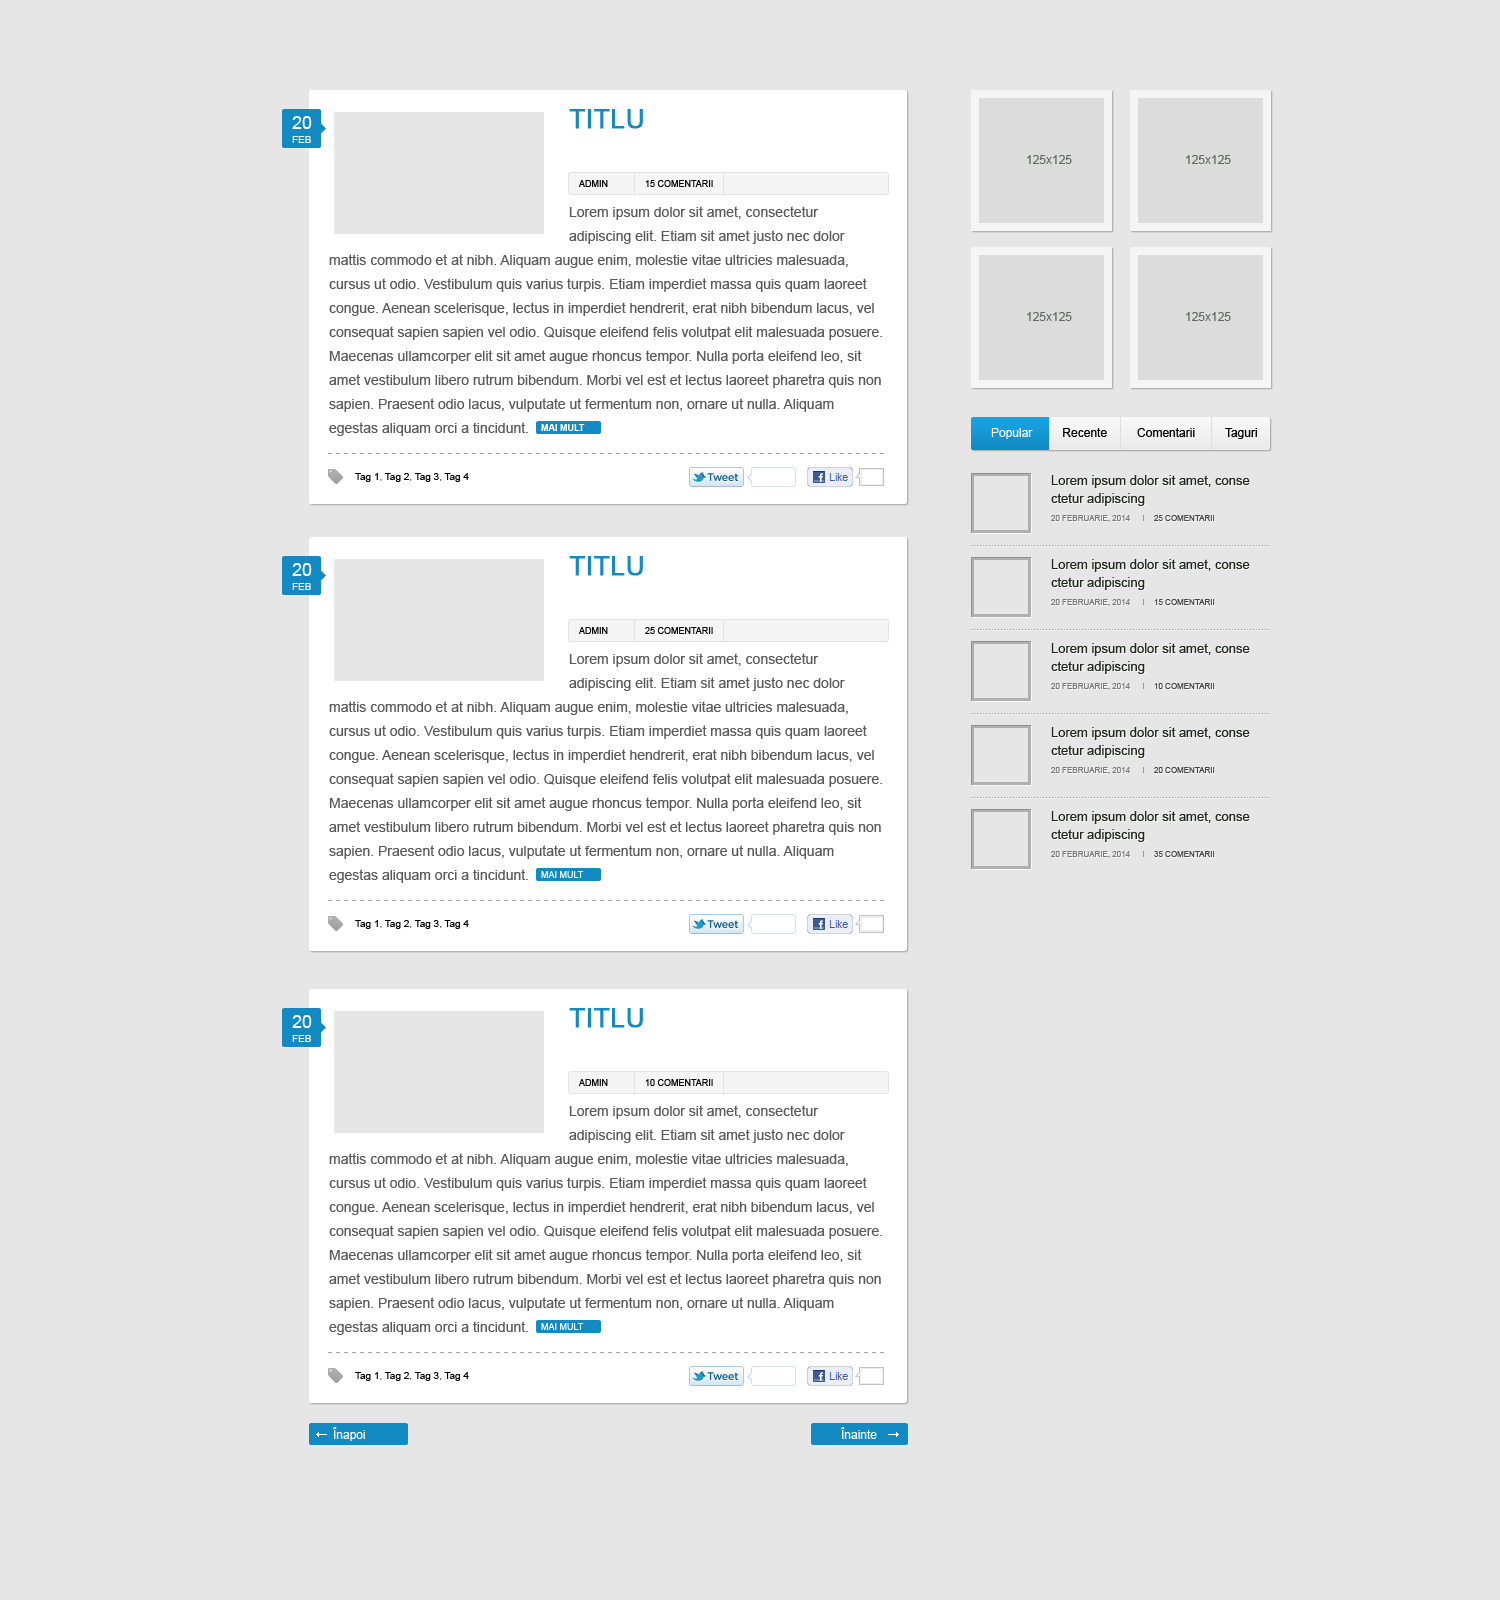 20
FEB
TITLU
ADMIN 15 COMENTARII
Lorem ipsum dolor sit amet, consectetur
adipiscing elit. Etiam sit amet justo nec dolor
mattis commodo et at nibh. Aliquam augue enim, molestie vitae ultricies malesuada,
cursus ut odio. Vestibulum quis varius turpis. Etiam imperdiet massa quis quam laoreet
congue. Aenean scelerisque, lectus in imperdiet hendrerit, erat nibh bibendum lacus, vel
consequat sapien sapien vel odio. Quisque eleifend felis volutpat elit malesuada posuere.
Maecenas ullamcorper elit sit amet augue rhoncus tempor. Nulla porta eleifend leo, sit
amet vestibulum libero rutrum bibendum. Morbi vel est et lectus laoreet pharetra quis non
sapien. Praesent odio lacus, vulputate ut fermentum non, ornare ut nulla. Aliquam
egestas aliquam orci a tincidunt. MAI MULT
Tag 1, Tag 2, Tag 3, Tag 4 Tweet Like
20
FEB
TITLU
ADMIN 25 COMENTARII
Lorem ipsum dolor sit amet, consectetur
adipiscing elit. Etiam sit amet justo nec dolor
mattis commodo et at nibh. Aliquam augue enim, molestie vitae ultricies malesuada,
cursus ut odio. Vestibulum quis varius turpis. Etiam imperdiet massa quis quam laoreet
congue. Aenean scelerisque, lectus in imperdiet hendrerit, erat nibh bibendum lacus, vel
consequat sapien sapien vel odio. Quisque eleifend felis volutpat elit malesuada posuere.
Maecenas ullamcorper elit sit amet augue rhoncus tempor. Nulla porta eleifend leo, sit
amet vestibulum libero rutrum bibendum. Morbi vel est et lectus laoreet pharetra quis non
sapien. Praesent odio lacus, vulputate ut fermentum non, ornare ut nulla. Aliquam
egestas aliquam orci a tincidunt. MAI MULT
Tag 1, Tag 2, Tag 3, Tag 4 Tweet Like
20
FEB
TITLU
ADMIN 10 COMENTARII
Lorem ipsum dolor sit amet, consectetur
adipiscing elit. Etiam sit amet justo nec dolor
mattis commodo et at nibh. Aliquam augue enim, molestie vitae ultricies malesuada,
cursus ut odio. Vestibulum quis varius turpis. Etiam imperdiet massa quis quam laoreet
congue. Aenean scelerisque, lectus in imperdiet hendrerit, erat nibh bibendum lacus, vel
consequat sapien sapien vel odio. Quisque eleifend felis volutpat elit malesuada posuere.
Maecenas ullamcorper elit sit amet augue rhoncus tempor. Nulla porta eleifend leo, sit
amet vestibulum libero rutrum bibendum. Morbi vel est et lectus laoreet pharetra quis non
sapien. Praesent odio lacus, vulputate ut fermentum non, ornare ut nulla. Aliquam
egestas aliquam orci a tincidunt. MAI MULT
Tag 1, Tag 2, Tag 3, Tag 4 Tweet Like
← Înapoi Înainte →
125x125 125x125
125x125 125x125
Popular Recente Comentarii Taguri
Lorem ipsum dolor sit amet, conse
ctetur adipiscing
20 FEBRUARIE, 2014 | 25 COMENTARII
Lorem ipsum dolor sit amet, conse
ctetur adipiscing
20 FEBRUARIE, 2014 | 15 COMENTARII
Lorem ipsum dolor sit amet, conse
ctetur adipiscing
20 FEBRUARIE, 2014 | 10 COMENTARII
Lorem ipsum dolor sit amet, conse
ctetur adipiscing
20 FEBRUARIE, 2014 | 20 COMENTARII
Lorem ipsum dolor sit amet, conse
ctetur adipiscing
20 FEBRUARIE, 2014 | 35 COMENTARII